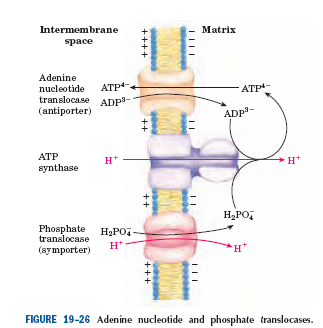 Intermembrane
space
Matrix
Adenine
nucleotide
translocase
(antiporter)
ATP⁴⁻
ADP³⁻
ATP⁴⁻
ADP³⁻
ATP
synthase
H⁺
H⁺
H₂PO₄⁻
Phosphate
translocase
(symporter)
H₂PO₄⁻
H⁺
H⁺
FIGURE 19–26 Adenine nucleotide and phosphate translocases.